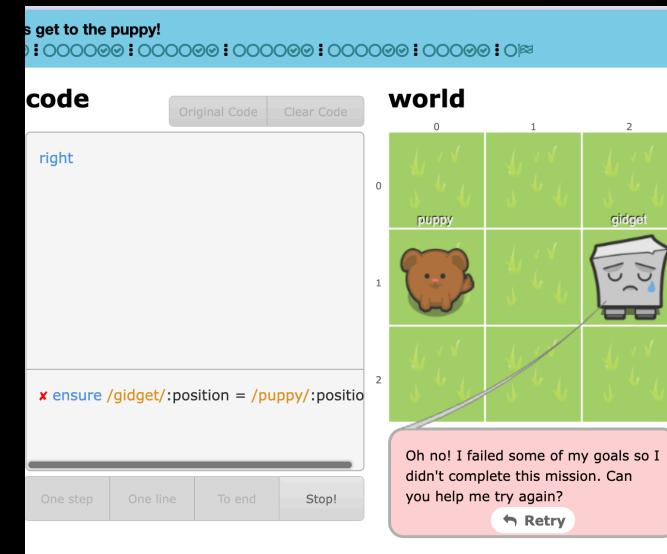 s get to the puppy!
code
Original Code
Clear Code
world
0
1
2
right
0
puppy
gidget
1
2
✘ ensure /gidget/:position = /puppy/:positio
Oh no! I failed some of my goals so I
didn't complete this mission. Can
you help me try again?
Retry
One step
One line
To end
Stop!